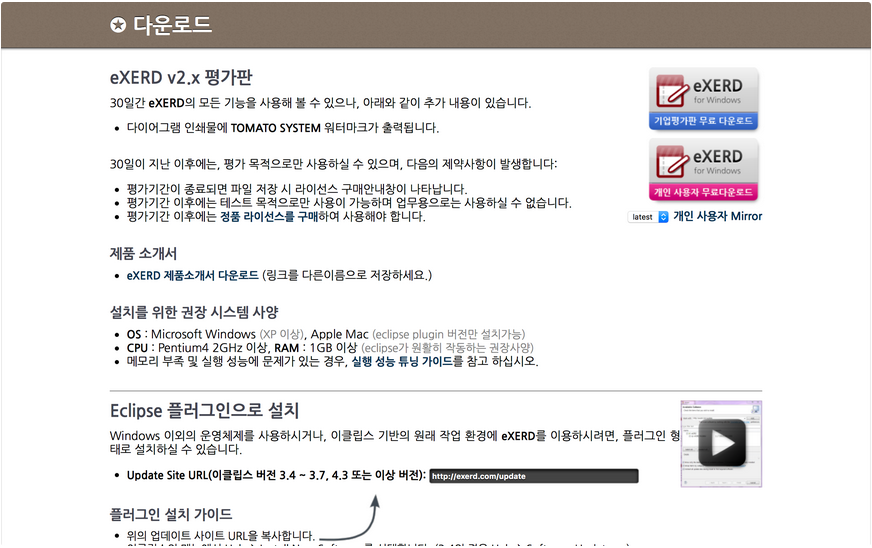 다운로드
eXERD v2.x 평가판
30일간 eXERD의 모든 기능을 사용해 볼 수 있으나, 아래와 같이 추가 내용이 있습니다.
다이어그램 인쇄물에 TOMATO SYSTEM 워터마크가 출력됩니다.
eXERD
for Windows
기업평가판 무료 다운로드
30일이 지난 이후에는, 평가 목적으로만 사용하실 수 있으며, 다음의 제약사항이 발생합니다:
평가기간이 종료되면 파일 저장 시 라이선스 구매안내창이 나타납니다.
평가기간 이후에는 테스트 목적으로만 사용이 가능하며 업무용으로는 사용하실 수 없습니다.
평가기간 이후에는 정품 라이선스를 구매하여 사용해야 합니다.
eXERD
for Windows
개인 사용자 무료다운로드
latest 개인 사용자 Mirror
제품 소개서
eXERD 제품소개서 다운로드 (링크를 다른이름으로 저장하세요.)
설치를 위한 권장 시스템 사양
OS : Microsoft Windows (XP 이상), Apple Mac (eclipse plugin 버전만 설치가능)
CPU : Pentium4 2GHz 이상, RAM : 1GB 이상 (eclipse가 원활히 작동하는 권장사양)
메모리 부족 및 실행 성능에 문제가 있는 경우, 실행 성능 튜닝 가이드를 참고 하십시오.
Eclipse 플러그인으로 설치
Windows 이외의 운영체제를 사용하시거나, 이클립스 기반의 원래 작업 환경에 eXERD를 이용하시려면, 플러그인 형
태로 설치하실 수 있습니다.
Update Site URL(이클립스 버전 3.4 ~ 3.7, 4.3 또는 이상 버전): http://exerd.com/update
플러그인 설치 가이드
위의 업데이트 사이트 URL을 복사합니다.